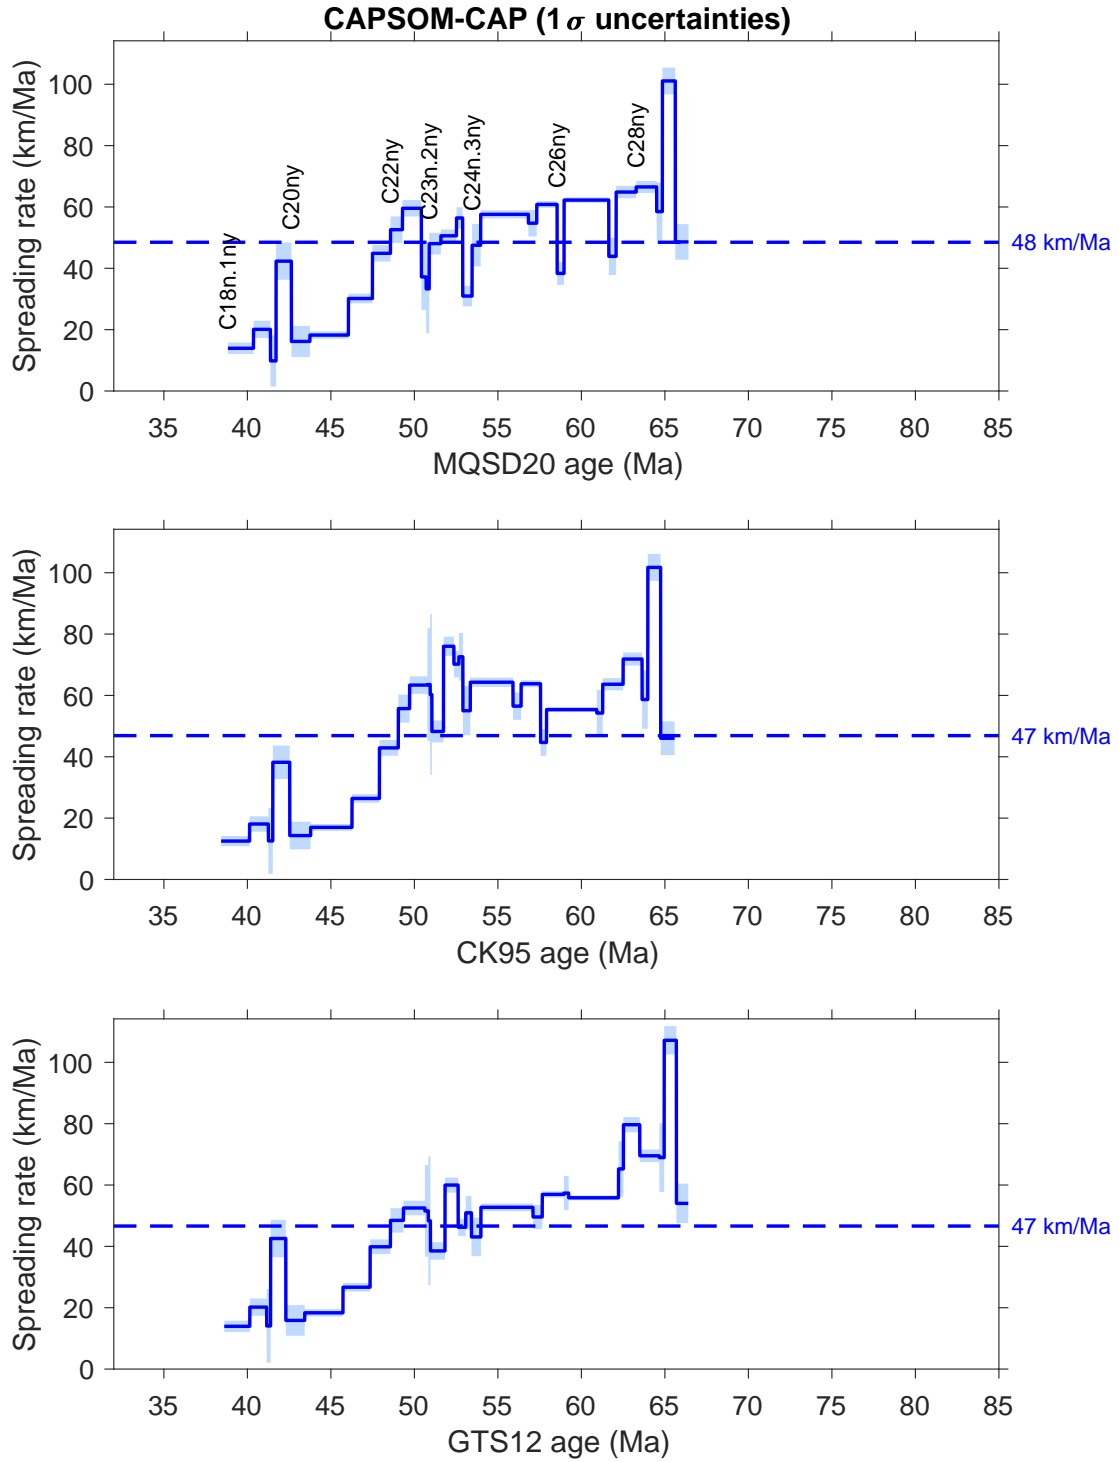 CAPSOM-CAP (1σ uncertainties)
Spreading rate (km/Ma)
100
80
60
40
20
0
C18n.1ny
C20ny
C22ny
C23n.2ny
C24n.3ny
C26ny
C28ny
48 km/Ma
35 40 45 50 55 60 65 70 75 80 85
MQSD20 age (Ma)
Spreading rate (km/Ma)
100
80
60
40
20
0
47 km/Ma
35 40 45 50 55 60 65 70 75 80 85
CK95 age (Ma)
Spreading rate (km/Ma)
100
80
60
40
20
0
47 km/Ma
35 40 45 50 55 60 65 70 75 80 85
GTS12 age (Ma)